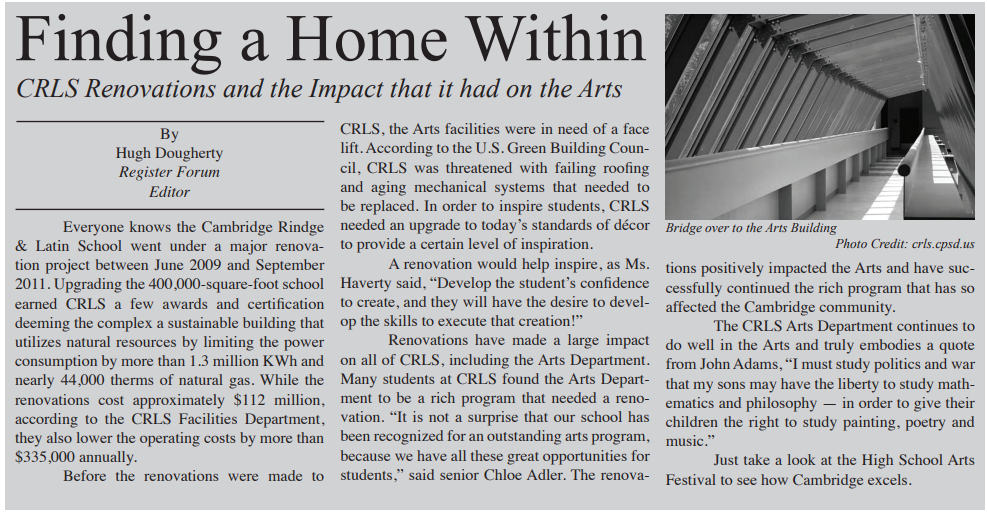 Finding a Home Within
CRLS Renovations and the Impact that it had on the Arts
By
Hugh Dougherty
Register Forum
Editor
Everyone knows the Cambridge Rindge
& Latin School went under a major renova-
tion project between June 2009 and September
2011. Upgrading the 400,000-square-foot school
earned CRLS a few awards and certification
deeming the complex a sustainable building that
utilizes natural resources by limiting the power
consumption by more than 1.3 million KWh and
nearly 44,000 therms of natural gas. While the
renovations cost approximately $112 million,
according to the CRLS Facilities Department,
they also lower the operating costs by more than
$335,000 annually.
Before the renovations were made to
CRLS, the Arts facilities were in need of a face
lift. According to the U.S. Green Building Coun-
cil, CRLS was threatened with failing roofing
and aging mechanical systems that needed to
be replaced. In order to inspire students, CRLS
needed an upgrade to today’s standards of décor
to provide a certain level of inspiration.
A renovation would help inspire, as Ms.
Haverty said, “Develop the student’s confidence
to create, and they will have the desire to devel-
op the skills to execute that creation!”
Renovations have made a large impact
on all of CRLS, including the Arts Department.
Many students at CRLS found the Arts Depart-
ment to be a rich program that needed a reno-
vation. “It is not a surprise that our school has
been recognized for an outstanding arts program,
because we have all these great opportunities for
students,” said senior Chloe Adler. The renova-
Bridge over to the Arts Building
Photo Credit: crls.cpsd.us
tions positively impacted the Arts and have suc-
cessfully continued the rich program that has so
affected the Cambridge community.
The CRLS Arts Department continues to
do well in the Arts and truly embodies a quote
from John Adams, “I must study politics and war
that my sons may have the liberty to study math-
ematics and philosophy — in order to give their
children the right to study painting, poetry and
music.”
Just take a look at the High School Arts
Festival to see how Cambridge excels.